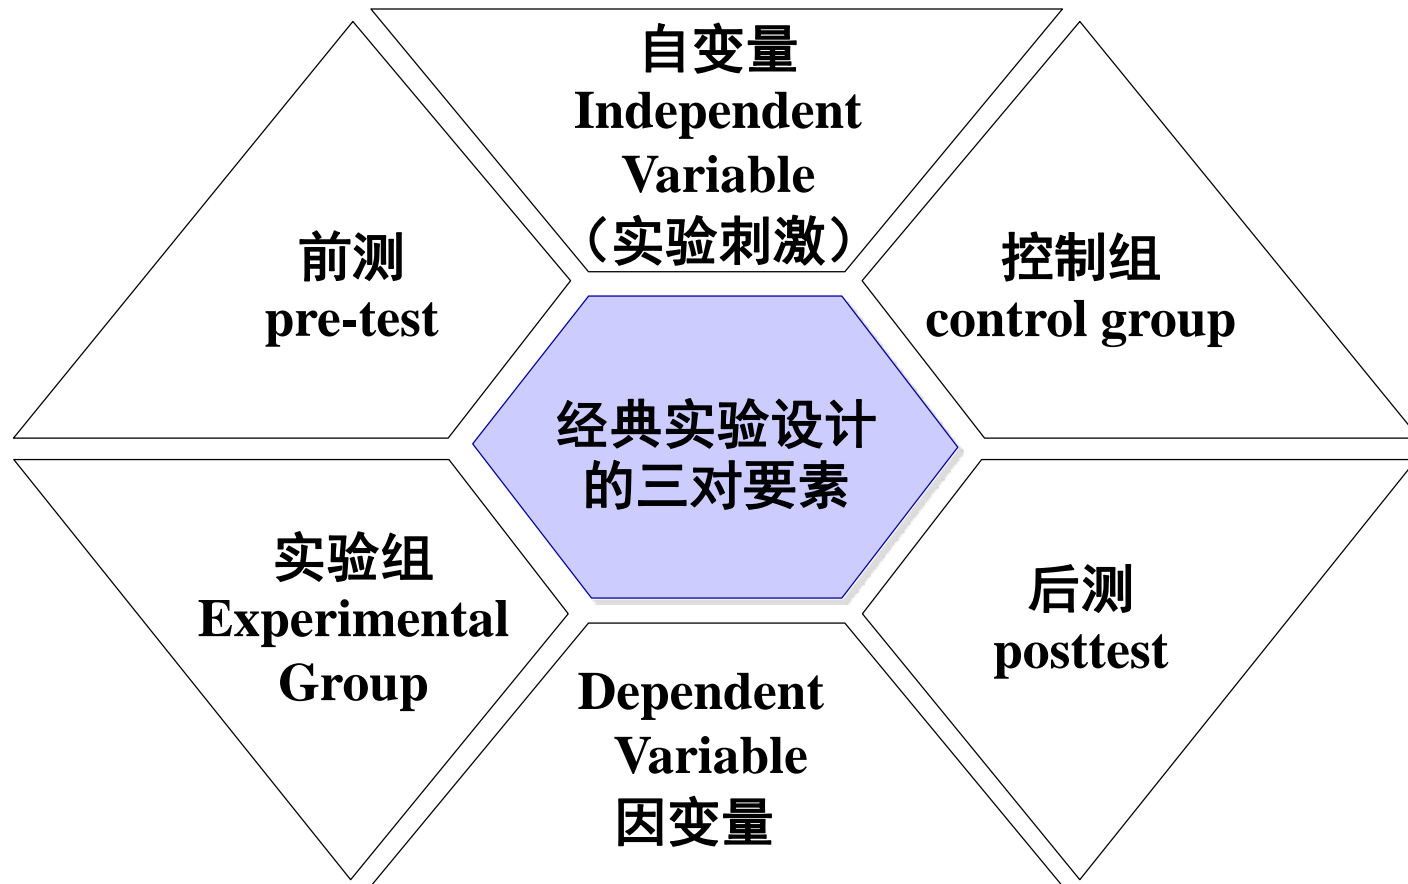 自变量
Independent
Variable
（实验刺激）
前测
pre-test
控制组
control group
经典实验设计
的三对要素
实验组
Experimental
Group
后测
posttest
Dependent
Variable
因变量